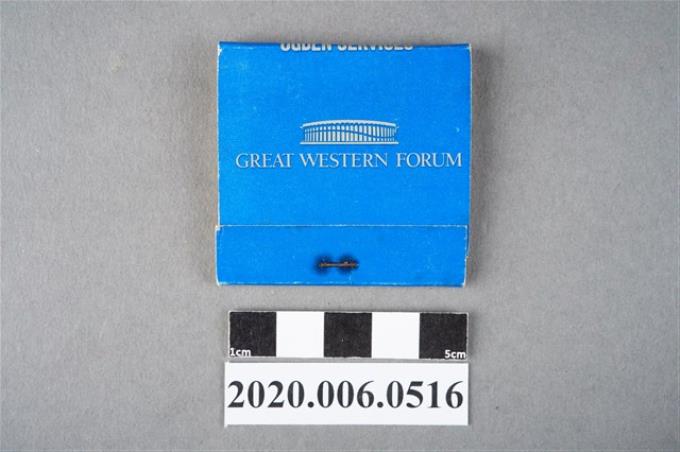 OGDEN SERVICES
GREAT WESTERN FORUM
1cm
5cm
2020.006.0516